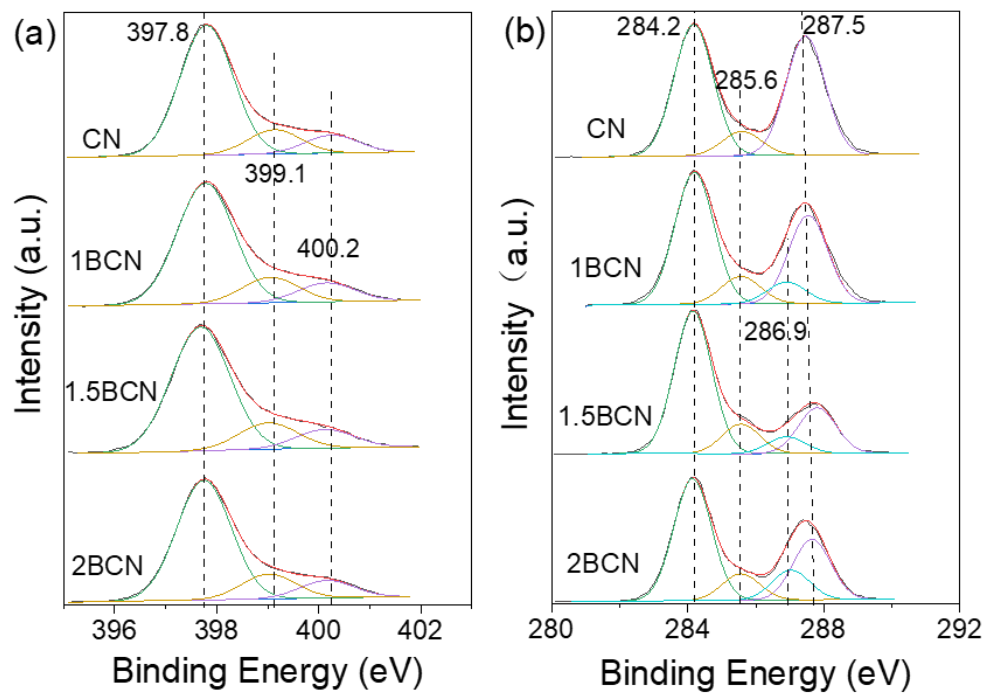 (a)
397.8
CN
399.1
1BCN
400.2
1.5BCN
2BCN
Intensity (a.u.)
396
398
400
402
Binding Energy (eV)
(b)
284.2
287.5
285.6
CN
1BCN
286.9
1.5BCN
2BCN
Intensity （a.u.)
280
284
288
292
Binding Energy (eV)